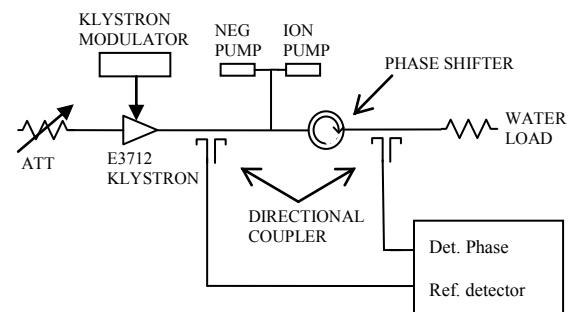 KLYSTRON
MODULATOR
NEG
PUMP
ION
PUMP
PHASE SHIFTER
WATER
LOAD
ATT
E3712
KLYSTRON
DIRECTIONAL
COUPLER
Det. Phase
Ref. detector